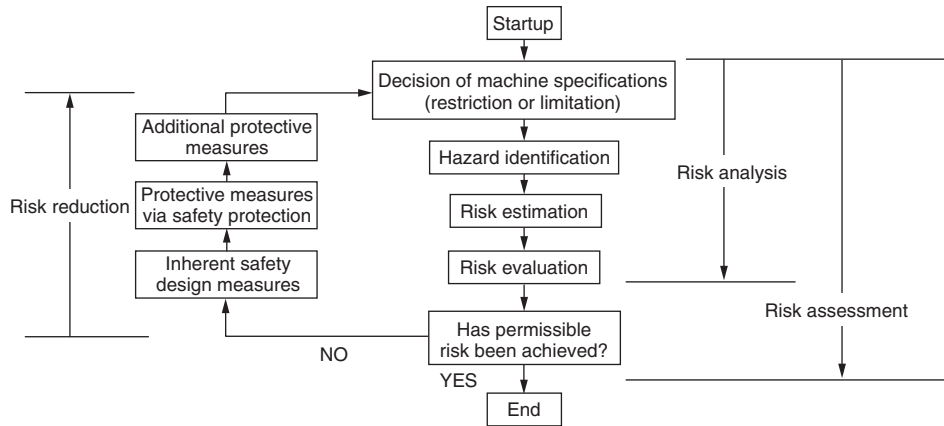 Startup
Decision of machine specifications
(restriction or limitation)
Additional protective
measures
Hazard identification
Risk analysis
Protective measures
via safety protection
Risk reduction
Risk estimation
Inherent safety
design measures
Risk evaluation
Risk assessment
Has permissible
risk been achieved?
NO
YES
End